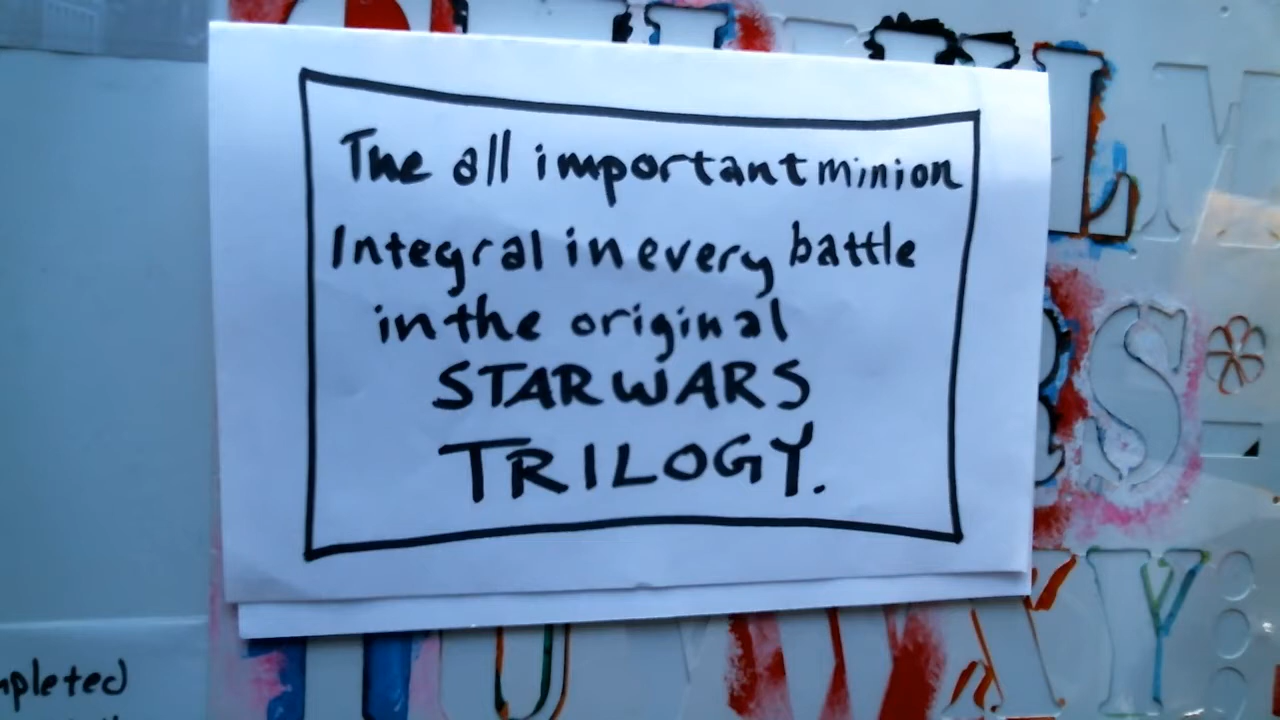 The all important minion
Integral in every battle
in the original
STAR WARS
TRILOGY.